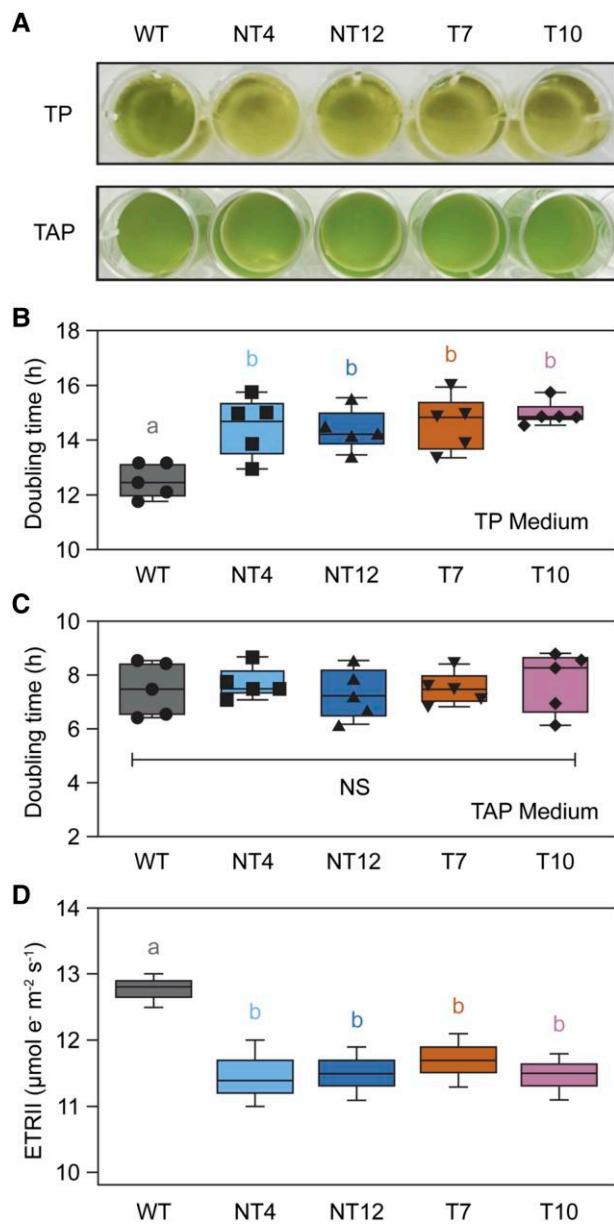 A
WT NT4 NT12 T7 T10
TP
TAP
B
18
16
14
12
10
Doubling time (h)
a
b
b
b
b
TP Medium
WT NT4 NT12 T7 T10
C
10
8
6
4
2
Doubling time (h)
NS
TAP Medium
WT NT4 NT12 T7 T10
D
14
13
12
11
10
ETRII (µmol e⁻ m⁻² s⁻¹)
a
b
b
b
b
WT NT4 NT12 T7 T10